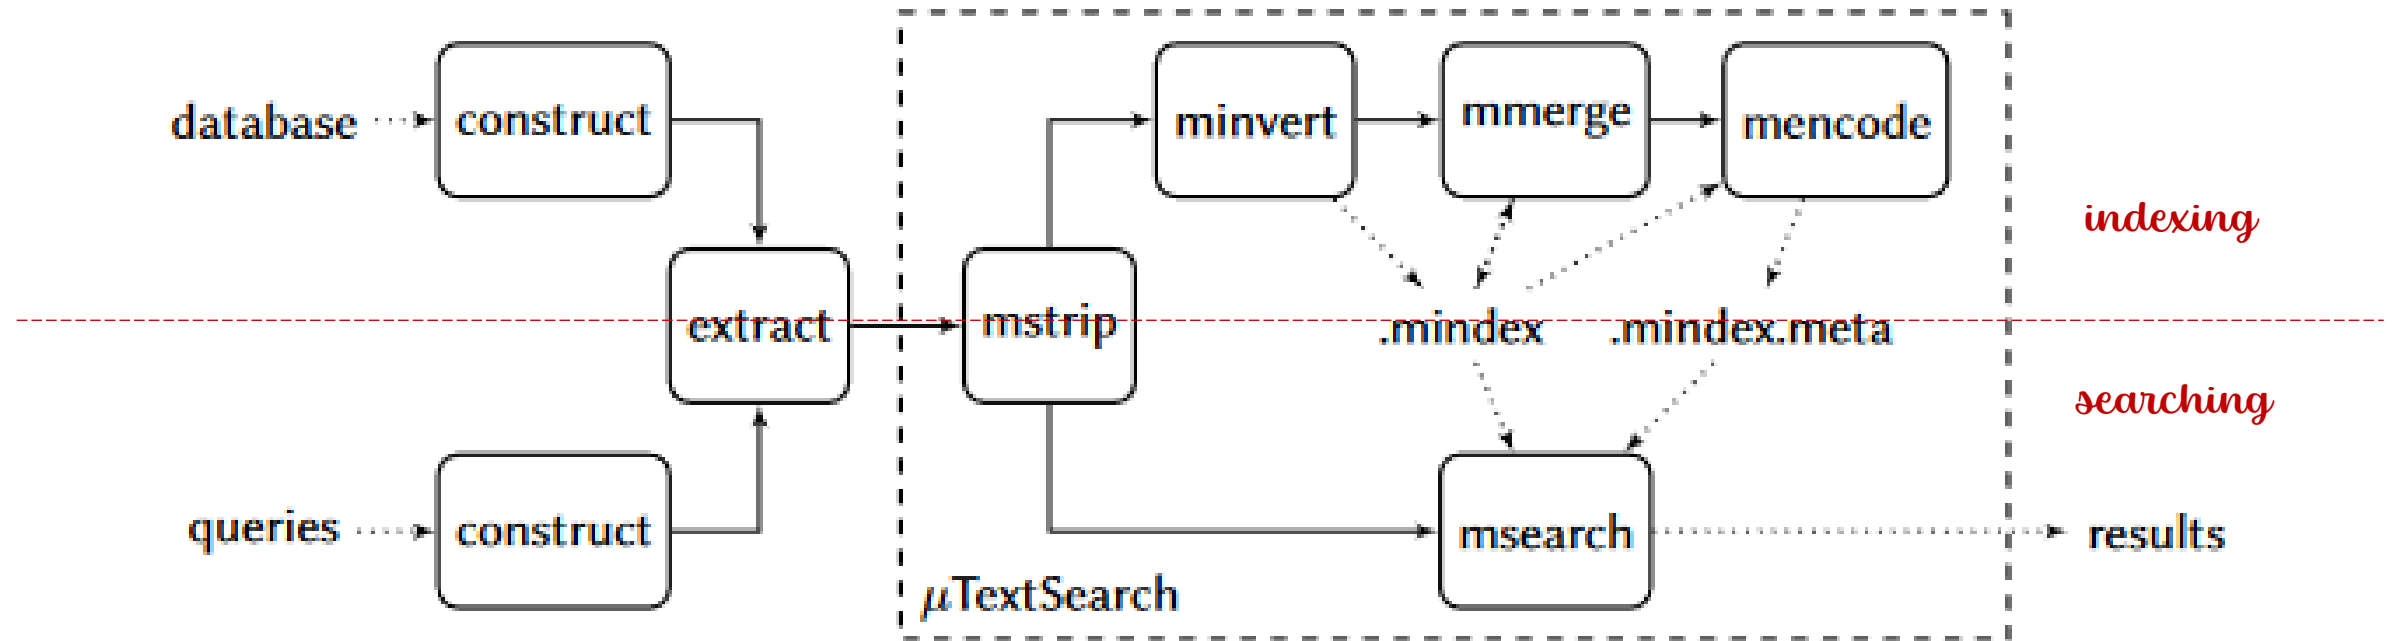 database
construct
minvert
mmerge
mencode
indexing
extract
mstrip
.mindex
.mindex.meta
searching
queries
construct
msearch
results
μTextSearch